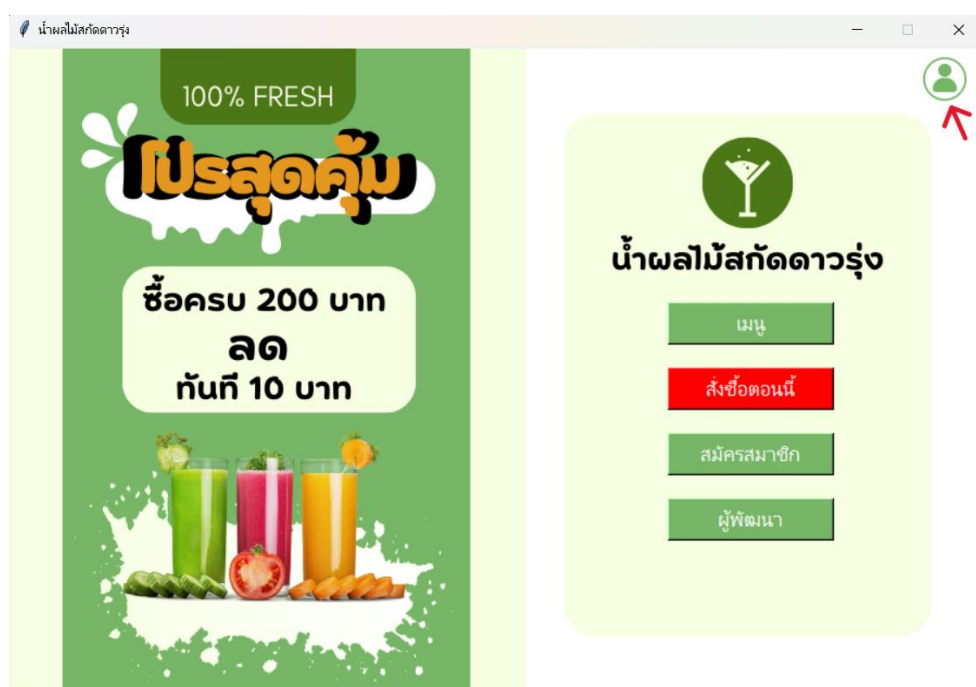 น้ำผลไม้สกัดดาวรุ่ง
100% FRESH
โปรสุดคุ้ม
ซื้อครบ 200 บาท
ลด
ทันที 10 บาท
น้ำผลไม้สกัดดาวรุ่ง
เมนู
สั่งซื้อตอนนี้
สมัครสมาชิก
ผู้พัฒนา